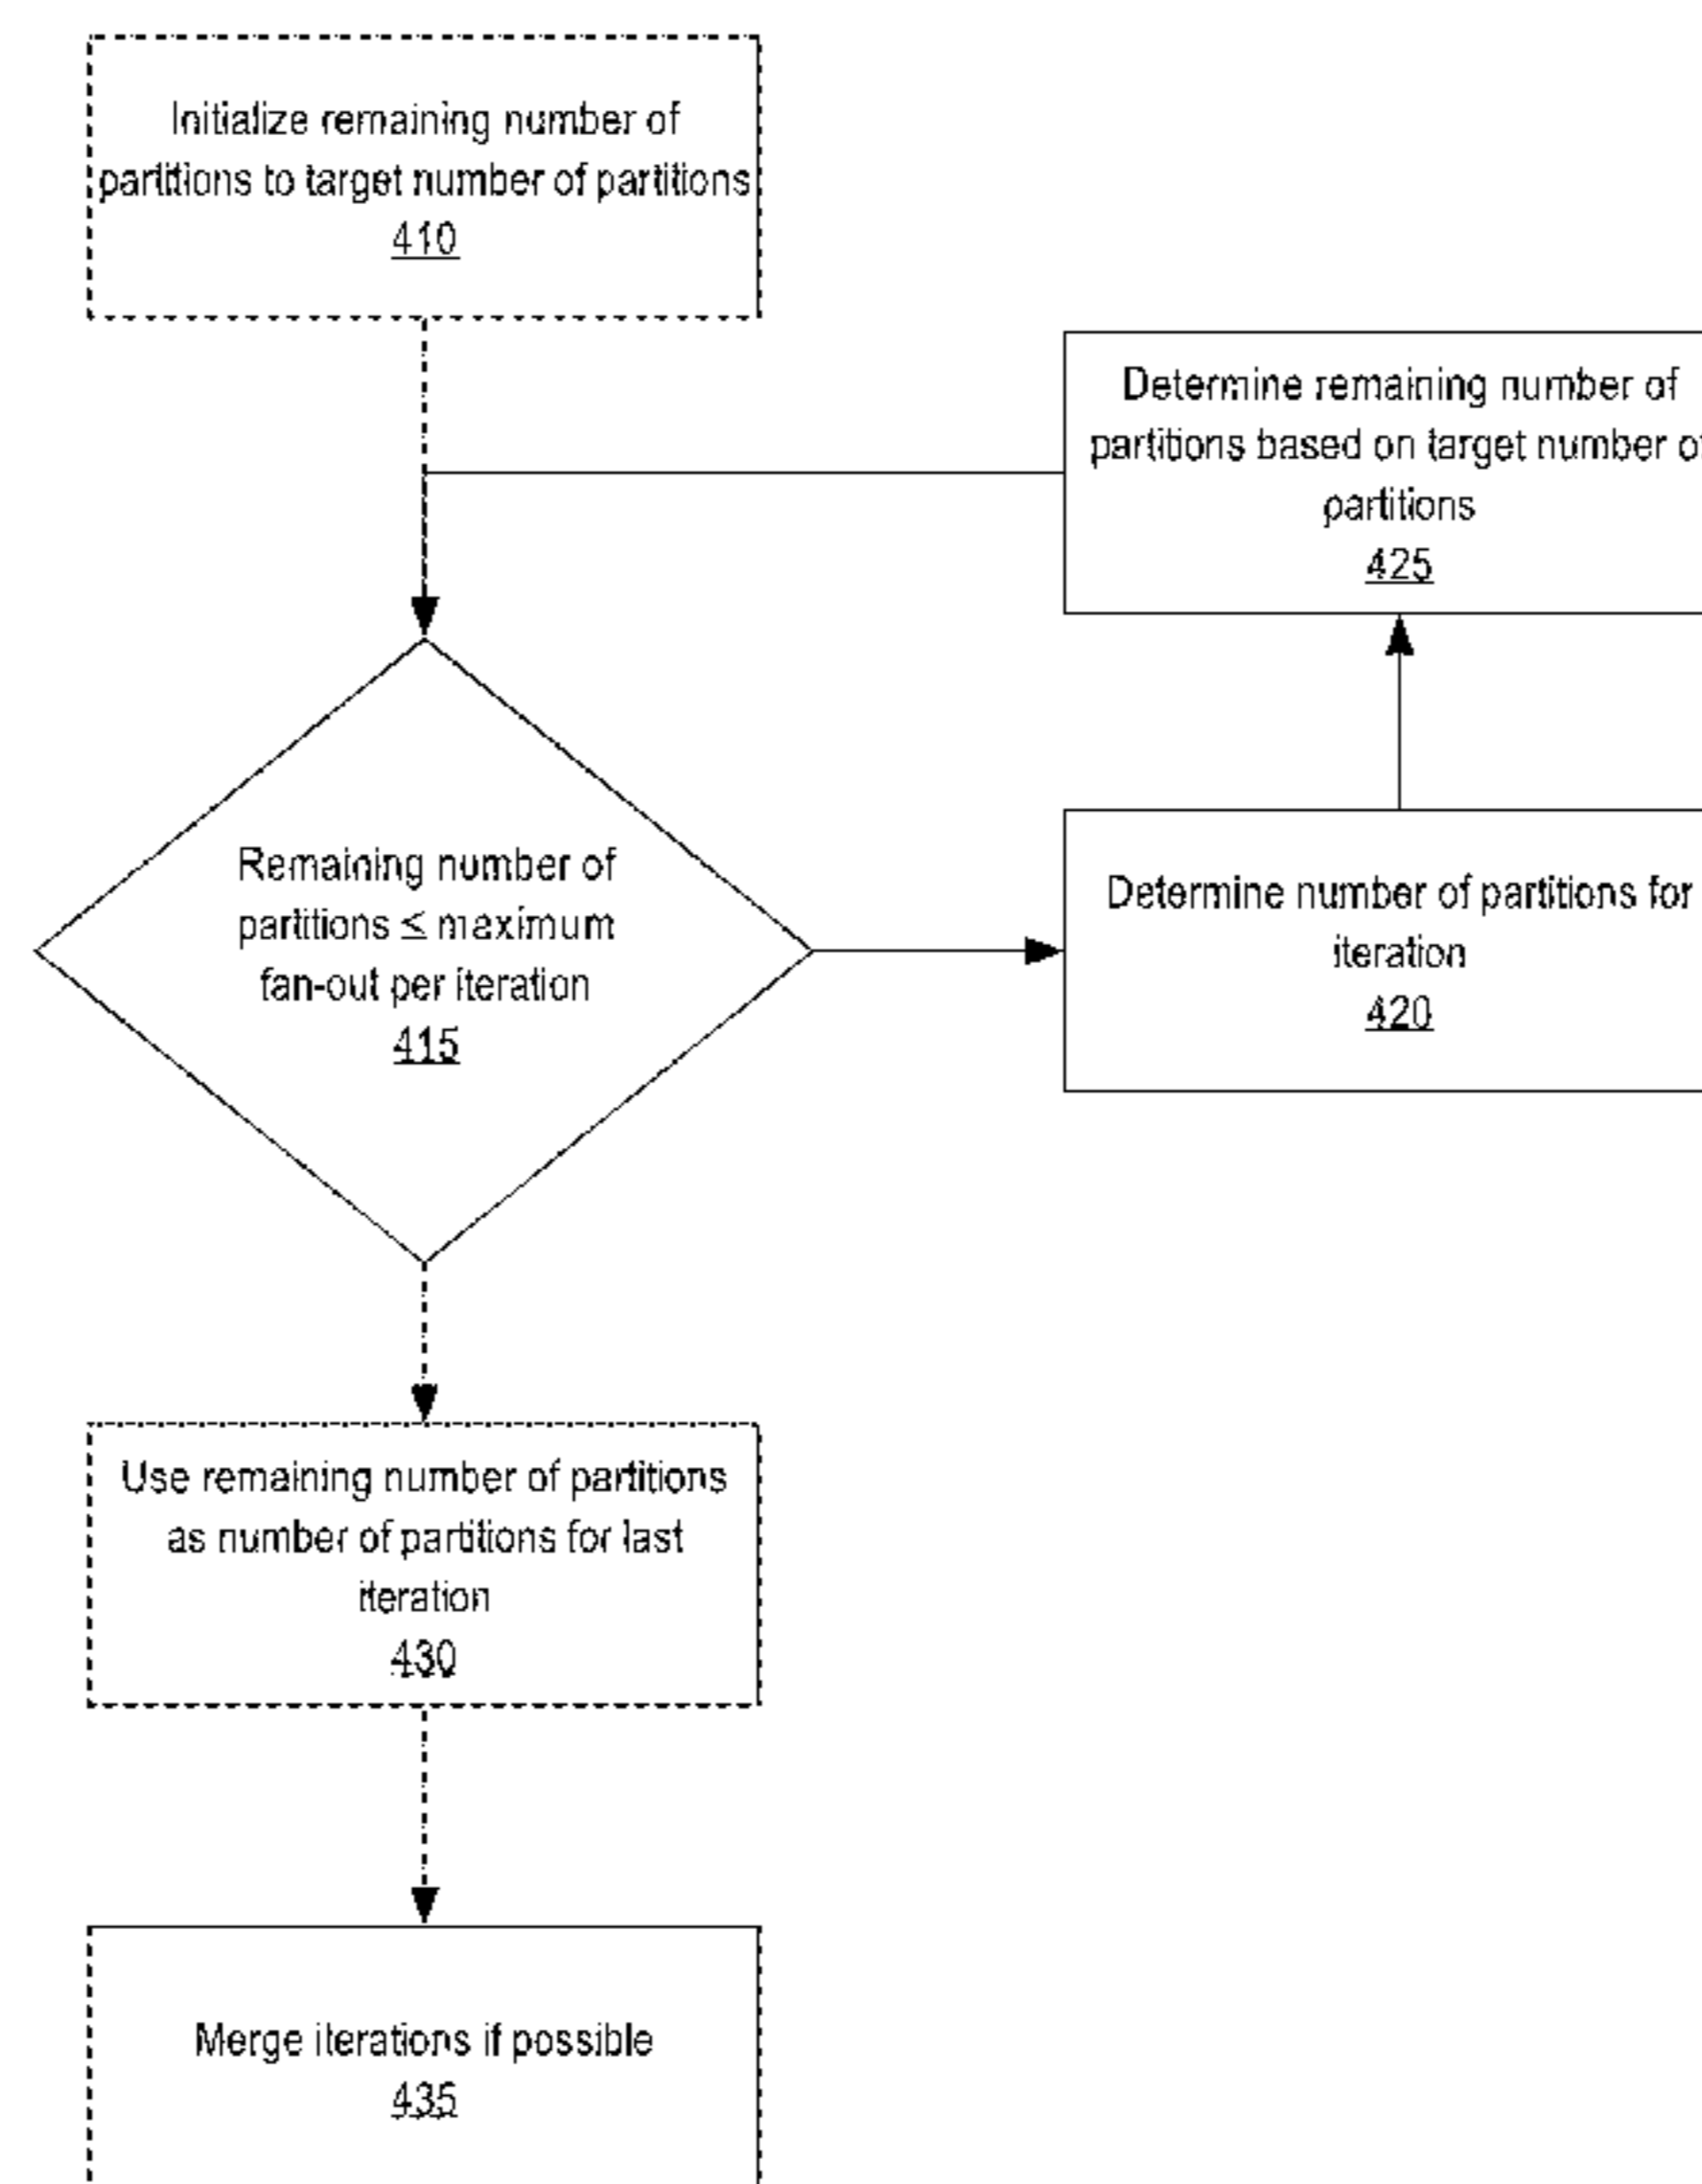 Initialize remaining number of
partitions to target number of partitions
410
Determine remaining number of
partitions based on target number of
partitions
425
Remaining number of
partitions ≤ maximum
fan-out per iteration
415
Determine number of partitions for
iteration
420
Use remaining number of partitions
as number of partitions for last
iteration
430
Merge iterations if possible
435